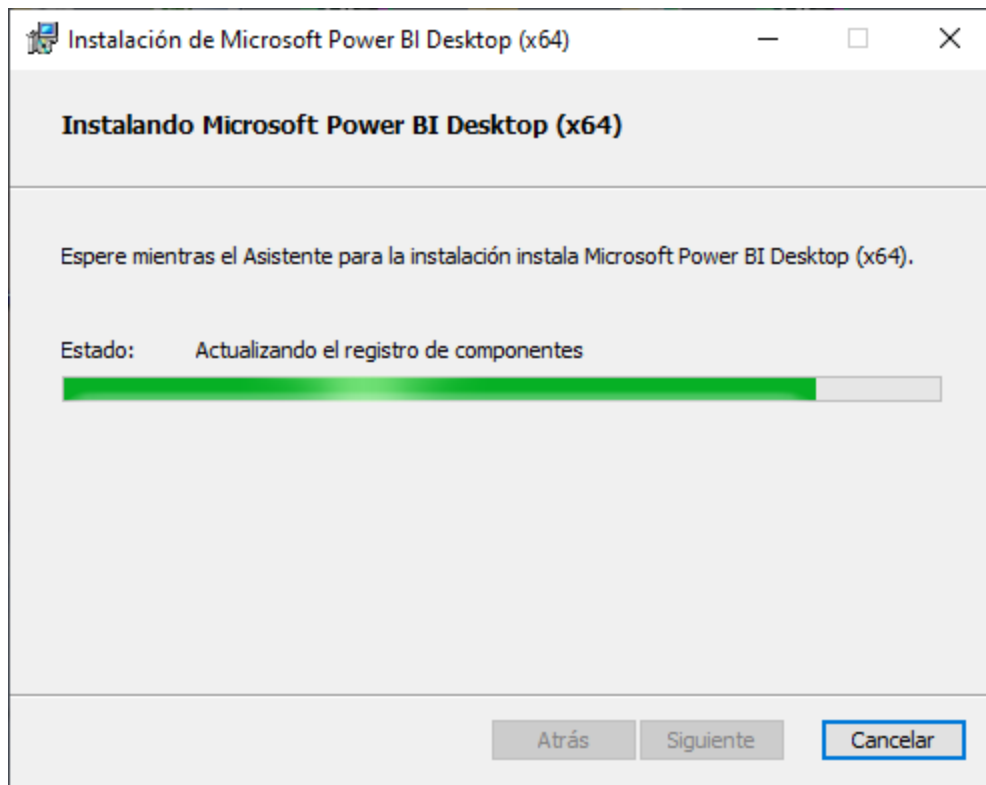 Instalación de Microsoft Power BI Desktop (x64)
Instalando Microsoft Power BI Desktop (x64)
Espere mientras el Asistente para la instalación instala Microsoft Power BI Desktop (x64).
Estado: Actualizando el registro de componentes
Atrás Siguiente Cancelar